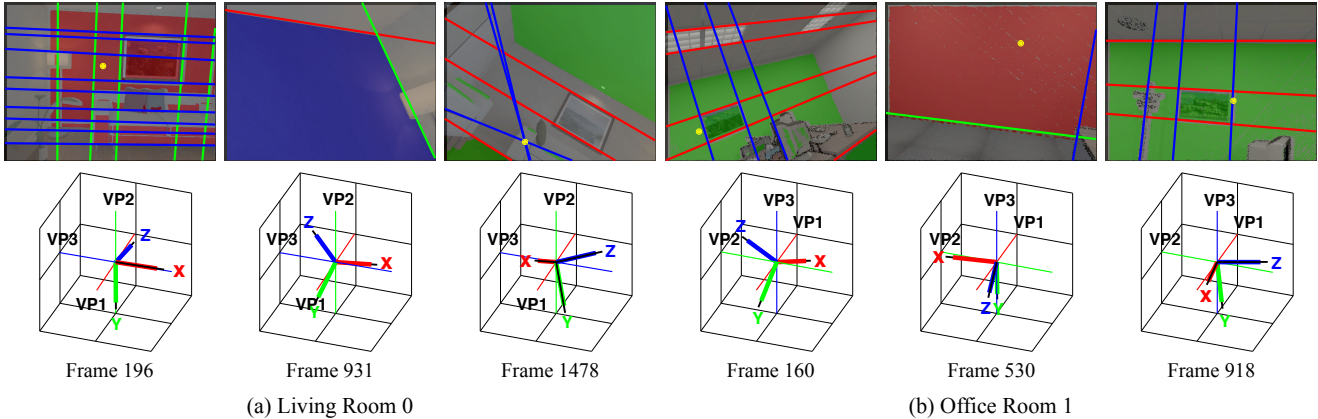 VP2 VP2 VP2 VP3 VP3 VP3
Z Z Z Z VP1 VP1 VP1
VP3 VP3 VP3 VP2 VP2 VP2
X X X X X Z
VP1 VP1 X
Y Y Y Y Z Y Y
Frame 196 Frame 931 Frame 1478 Frame 160 Frame 530 Frame 918
(a) Living Room 0 (b) Office Room 1